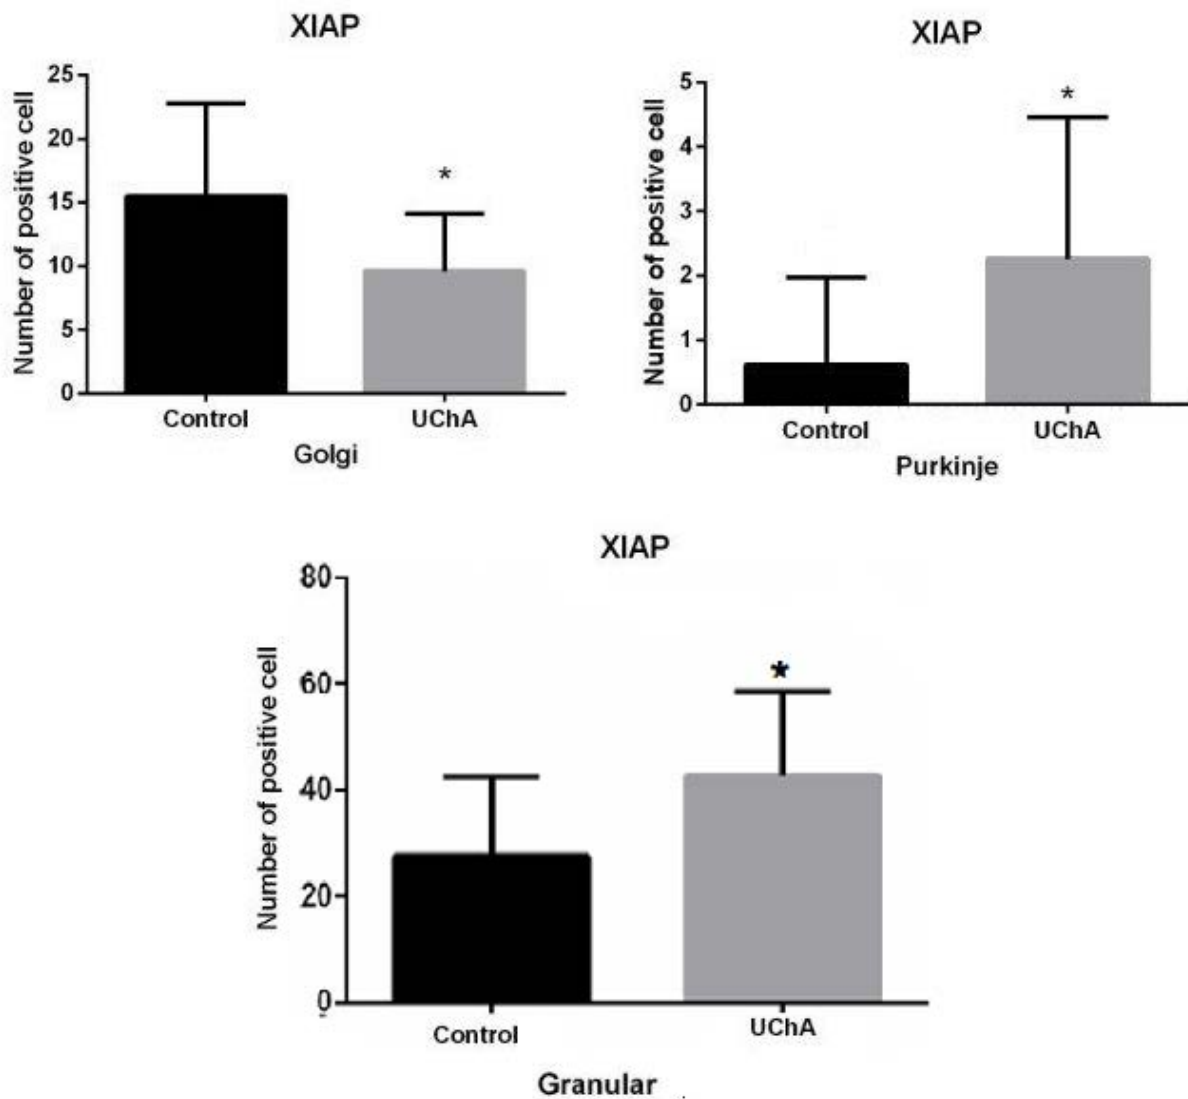 XIAP
Number of positive cell
25
20
15
10
5
0
*
Control UChA
Golgi
XIAP
Number of positive cell
5
4
3
2
1
0
*
Control UChA
Purkinje
XIAP
Number of positive cell
80
60
40
20
0
*
Control UChA
Granular